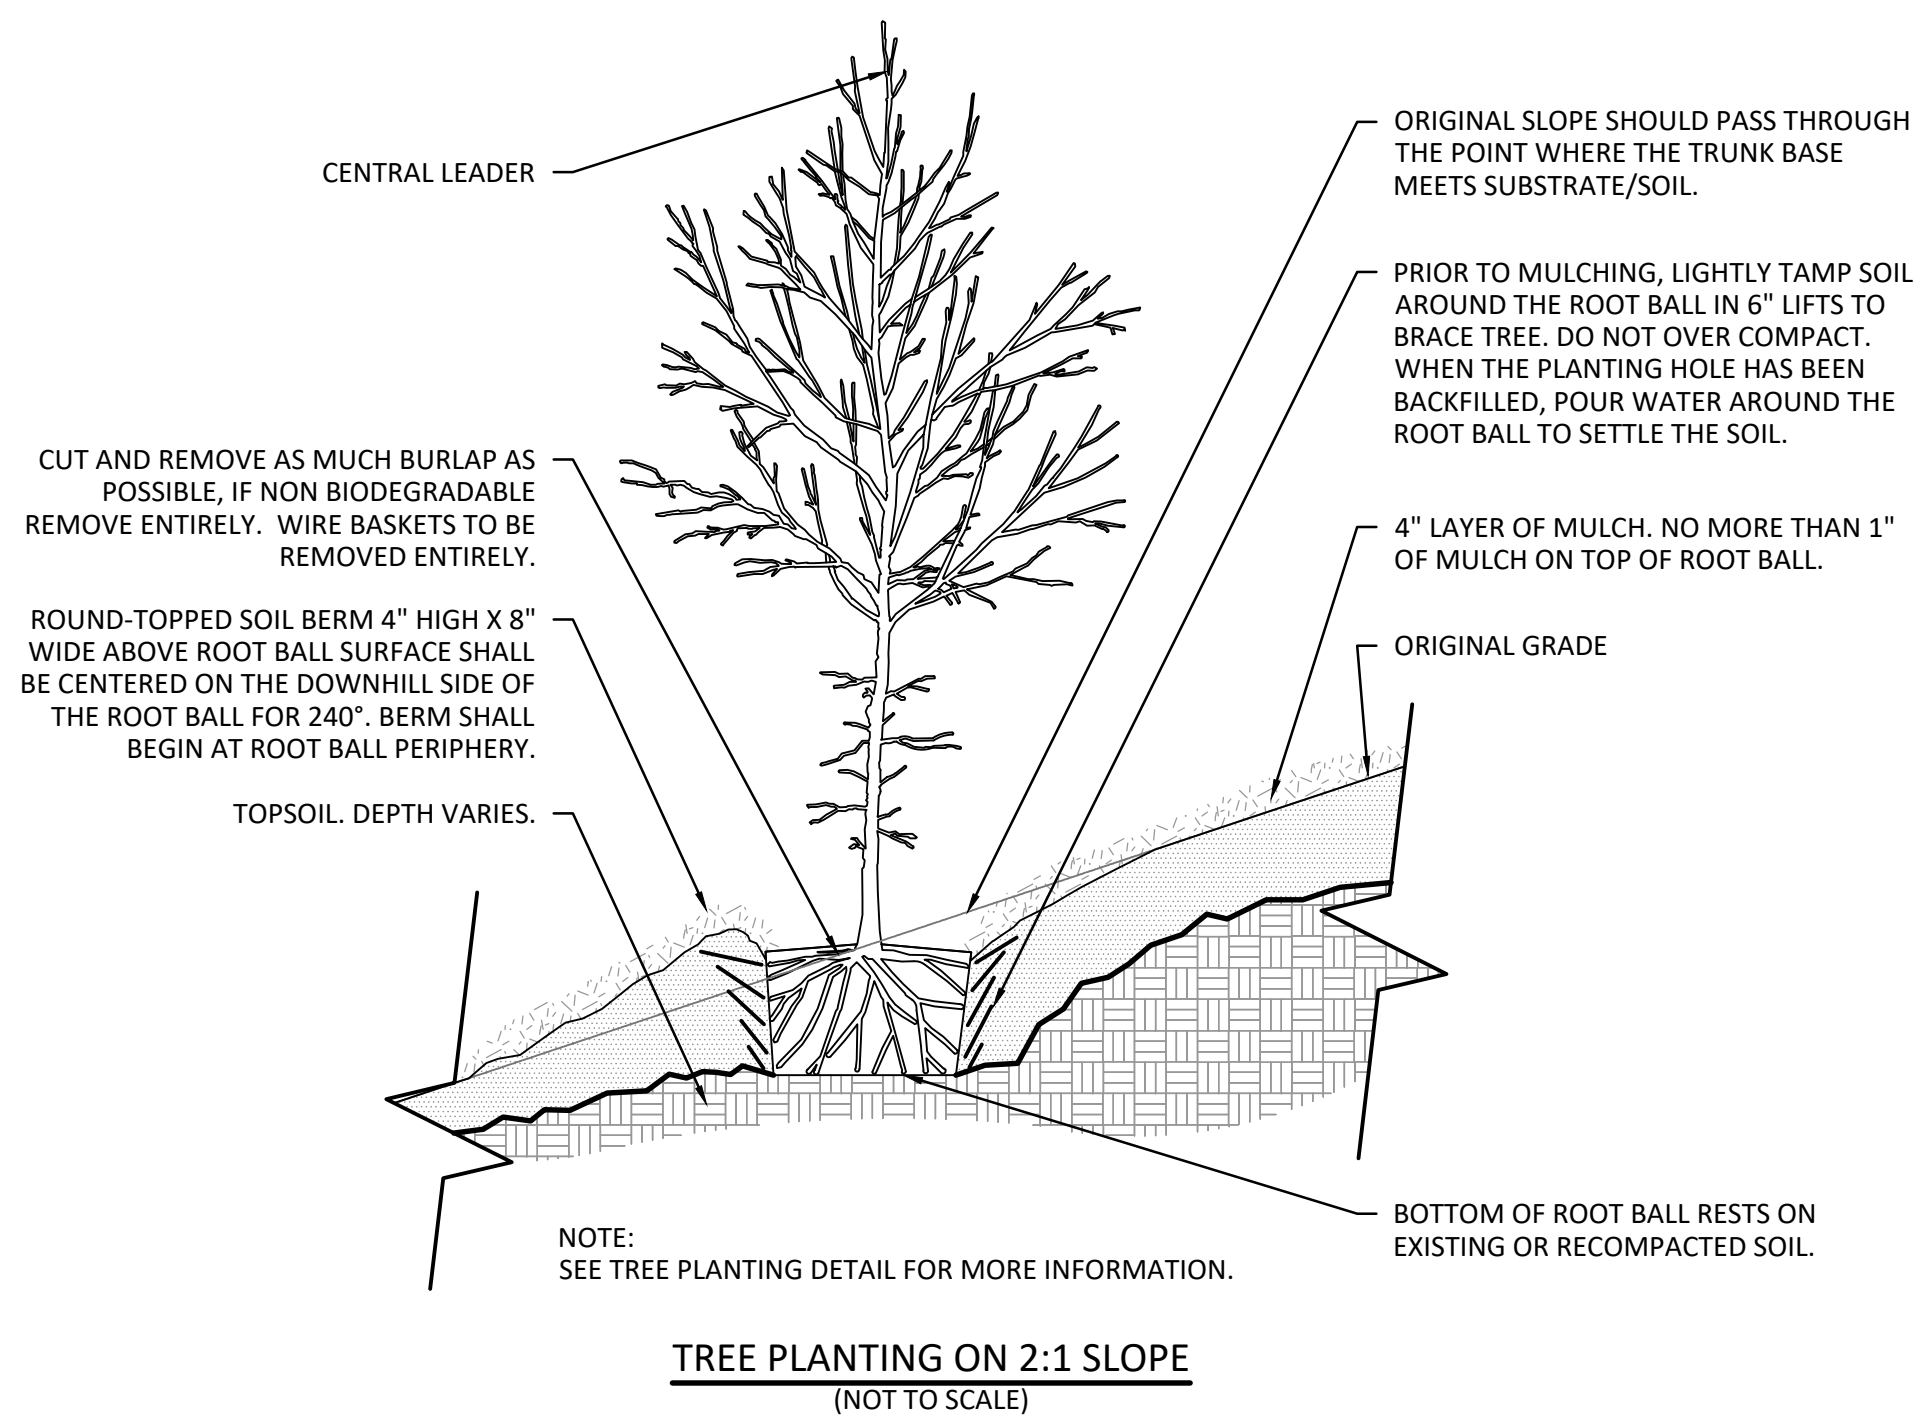 CENTRAL LEADER
CUT AND REMOVE AS MUCH BURLAP AS
POSSIBLE, IF NON BIODEGRADABLE
REMOVE ENTIRELY.  WIRE BASKETS TO BE
REMOVED ENTIRELY.
ROUND-TOPPED SOIL BERM 4" HIGH X 8"
WIDE ABOVE ROOT BALL SURFACE SHALL
BE CENTERED ON THE DOWNHILL SIDE OF
THE ROOT BALL FOR 240°. BERM SHALL
BEGIN AT ROOT BALL PERIPHERY.
TOPSOIL. DEPTH VARIES.
ORIGINAL SLOPE SHOULD PASS THROUGH
THE POINT WHERE THE TRUNK BASE
MEETS SUBSTRATE/SOIL.
PRIOR TO MULCHING, LIGHTLY TAMP SOIL
AROUND THE ROOT BALL IN 6" LIFTS TO
BRACE TREE. DO NOT OVER COMPACT.
WHEN THE PLANTING HOLE HAS BEEN
BACKFILLED, POUR WATER AROUND THE
ROOT BALL TO SETTLE THE SOIL.
4" LAYER OF MULCH. NO MORE THAN 1"
OF MULCH ON TOP OF ROOT BALL.
ORIGINAL GRADE
BOTTOM OF ROOT BALL RESTS ON
EXISTING OR RECOMPACTED SOIL.
NOTE:
SEE TREE PLANTING DETAIL FOR MORE INFORMATION.
TREE PLANTING ON 2:1 SLOPE
(NOT TO SCALE)